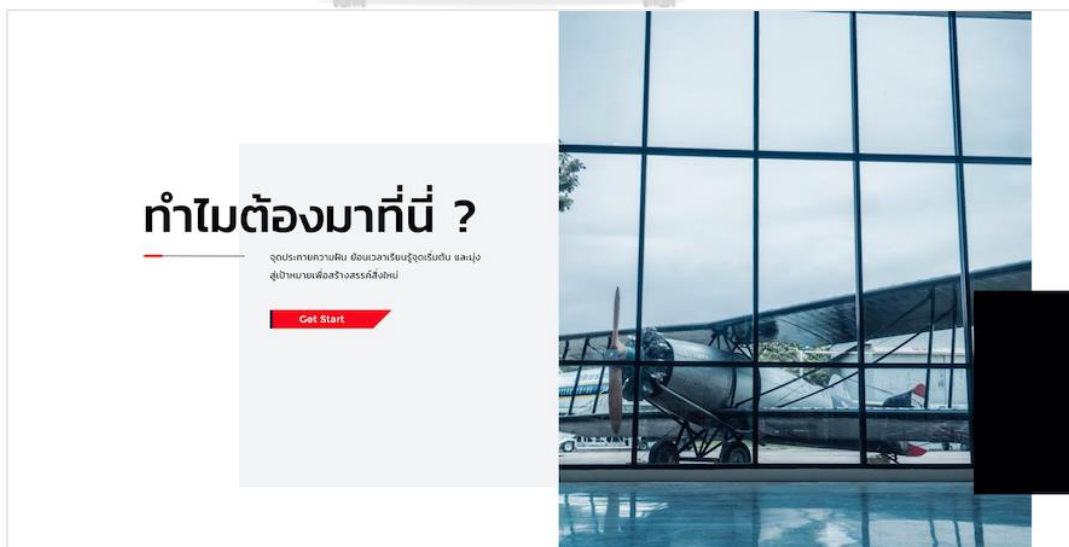 ทำไมต้องมาที่นี่ ?
จุดประกายความฝัน ย้อนเวลาเรียนรู้จุดเริ่มต้น และมุ่ง
สู่เป้าหมายเพื่อสร้างสรรค์สิ่งใหม่
Get Start